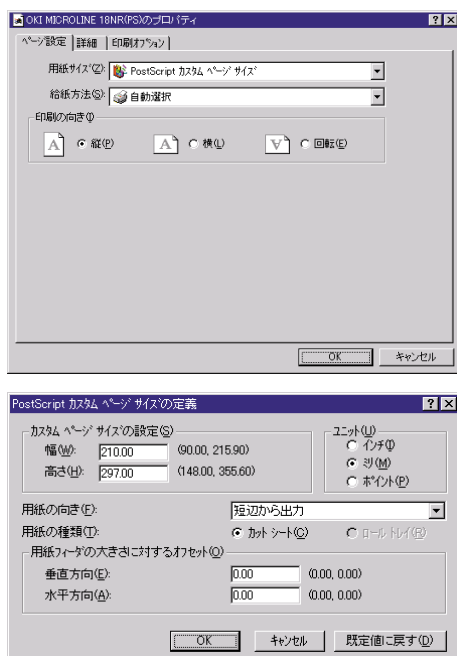 OKI MICROLINE 18NR(PS)のプロパティ
ページ設定 詳細 印刷オプション
用紙サイズ(Z): PostScript カスタム ページ サイズ
給紙方法(S): 自動選択
印刷の向き(I)
A 縦(P) A 横(L) A 回転(E)
OK キャンセル
PostScript カスタム ページ サイズの定義
カスタム ページ サイズの設定(S) ユニット(U)
幅(W): 210.00 (90.00, 215.90) インチ(I)
高さ(H): 297.00 (148.00, 355.60) ミリ(M)
ポイント(P)
用紙の向き(F): 短辺から出力
用紙の種類(T): カット シート(C) ロール トレイ(R)
用紙フィーダの大きさに対するオフセット(O)
垂直方向(E): 0.00 (0.00, 0.00)
水平方向(A): 0.00 (0.00, 0.00)
OK キャンセル 既定値に戻す(D)